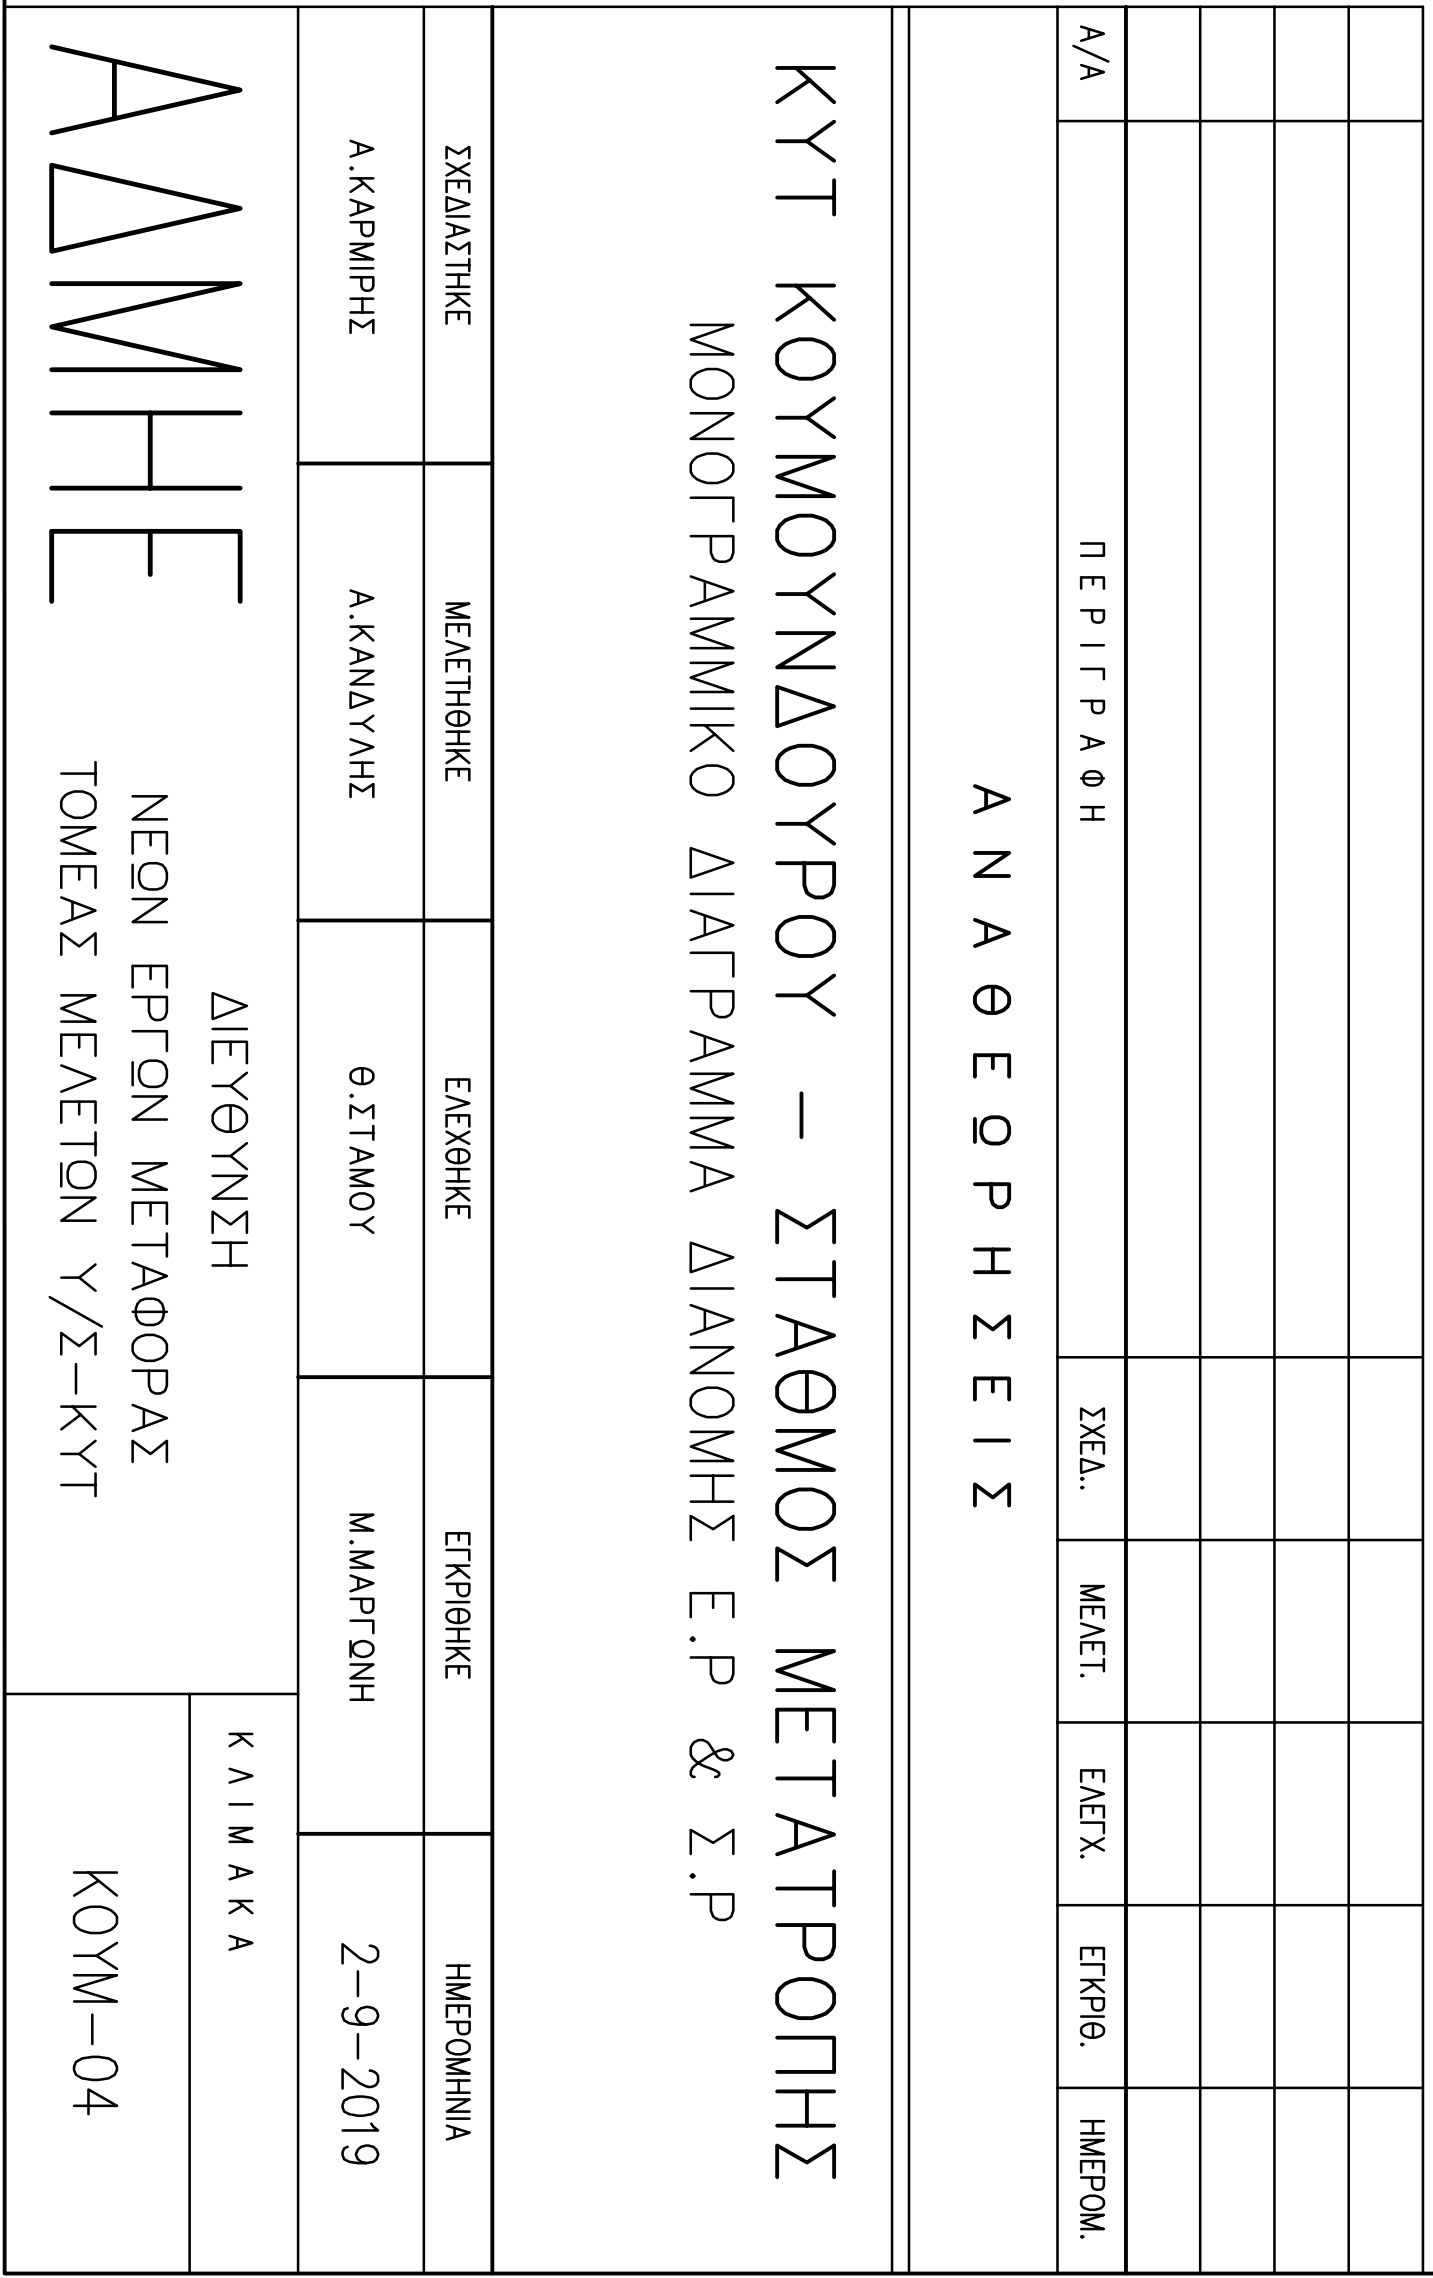 Α/Α ΠΕΡΙΓΡΑΦΗ ΣΧΕΔ.. ΜΕΛΕΤ. ΕΛΕΓΧ. ΕΓΚΡΙΘ. ΗΜΕΡΟΜ.
ΑΝΑΘΕΩΡΗΣΕΙΣ
ΚΥΤ ΚΟΥΜΟΥΝΔΟΥΡΟΥ - ΣΤΑΘΜΟΣ ΜΕΤΑΤΡΟΠΗΣ
ΜΟΝΟΓΡΑΜΜΙΚΟ ΔΙΑΓΡΑΜΜΑ ΔΙΑΝΟΜΗΣ Ε.Ρ & Σ.Ρ
ΣΧΕΔΙΑΣΤΗΚΕ ΜΕΛΕΤΗΘΗΚΕ ΕΛΕΧΘΗΚΕ ΕΓΚΡΙΘΗΚΕ ΗΜΕΡΟΜΗΝΙΑ
Α.ΚΑΡΜΙΡΗΣ Α.ΚΑΝΔΥΛΗΣ Θ.ΣΤΑΜΟΥ Μ.ΜΑΡΓΩΝΗ 2-9-2019
ΑΔΜΗΕ
ΔΙΕΥΘΥΝΣΗ
ΝΕΩΝ ΕΡΓΩΝ ΜΕΤΑΦΟΡΑΣ
ΤΟΜΕΑΣ ΜΕΛΕΤΩΝ Υ/Σ-ΚΥΤ
ΚΛΙΜΑΚΑ
ΚΟΥΜ-04